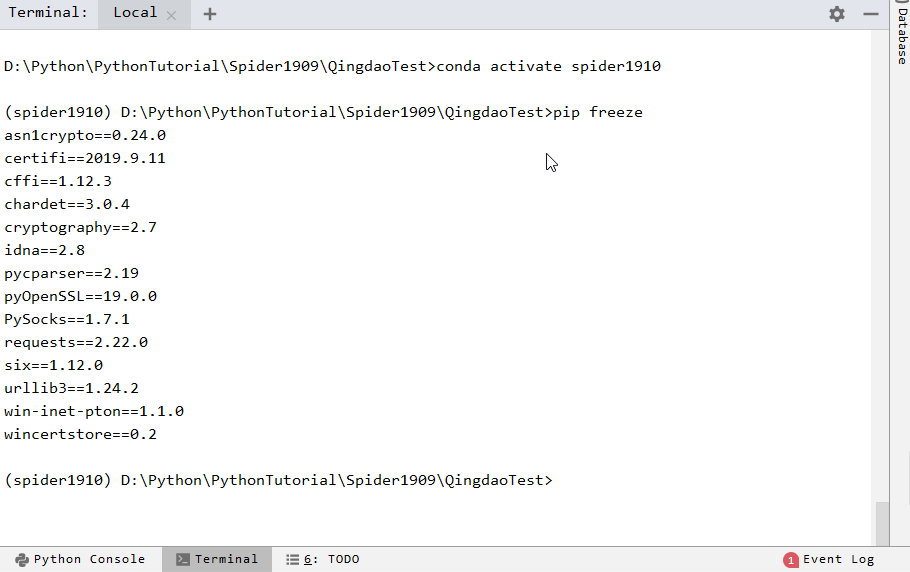 Terminal: Local
Database
D:\Python\PythonTutorial\Spider1909\QingdaoTest>conda activate spider1910
(spider1910) D:\Python\PythonTutorial\Spider1909\QingdaoTest>pip freeze
asn1crypto==0.24.0
certifi==2019.9.11
cffi==1.12.3
chardet==3.0.4
cryptography==2.7
idna==2.8
pycparser==2.19
pyOpenSSL==19.0.0
PySocks==1.7.1
requests==2.22.0
six==1.12.0
urllib3==1.24.2
win-inet-pton==1.1.0
wincertstore==0.2
(spider1910) D:\Python\PythonTutorial\Spider1909\QingdaoTest>
Python Console Terminal 6: TODO 1 Event Log